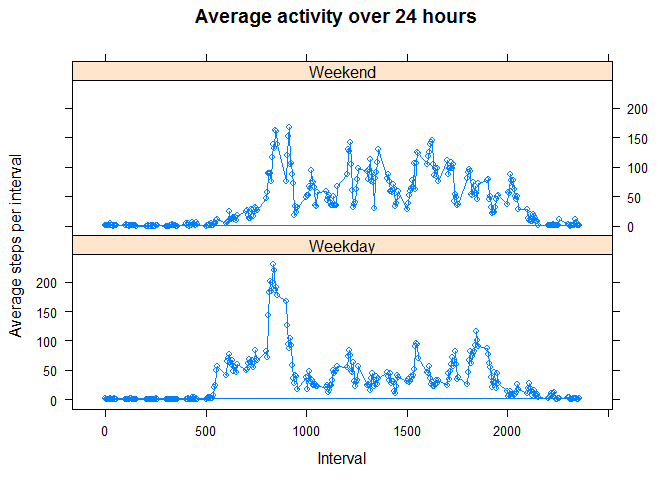 Average activity over 24 hours
Weekend
200
150
100
50
0
Average steps per interval
Weekday
200
150
100
50
0
0 500 1000 1500 2000
Interval